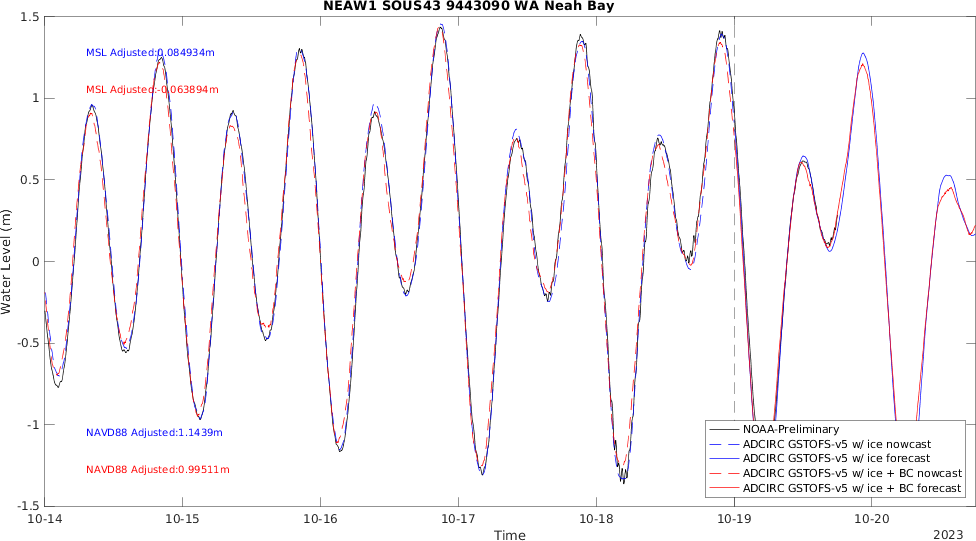 NEAW1 SOUS43 9443090 WA Neah Bay
MSL Adjusted:0.084934m
MSL Adjusted:-0.063894m
NAVD88 Adjusted:1.1439m
NAVD88 Adjusted:0.99511m
Water Level (m)
1.5
1
0.5
0
-0.5
-1
-1.5
NOAA-Preliminary
ADCIRC GSTOFS-v5 w/ ice nowcast
ADCIRC GSTOFS-v5 w/ ice forecast
ADCIRC GSTOFS-v5 w/ ice + BC nowcast
ADCIRC GSTOFS-v5 w/ ice + BC forecast
10-14 10-15 10-16 10-17 10-18 10-19 10-20
Time
2023